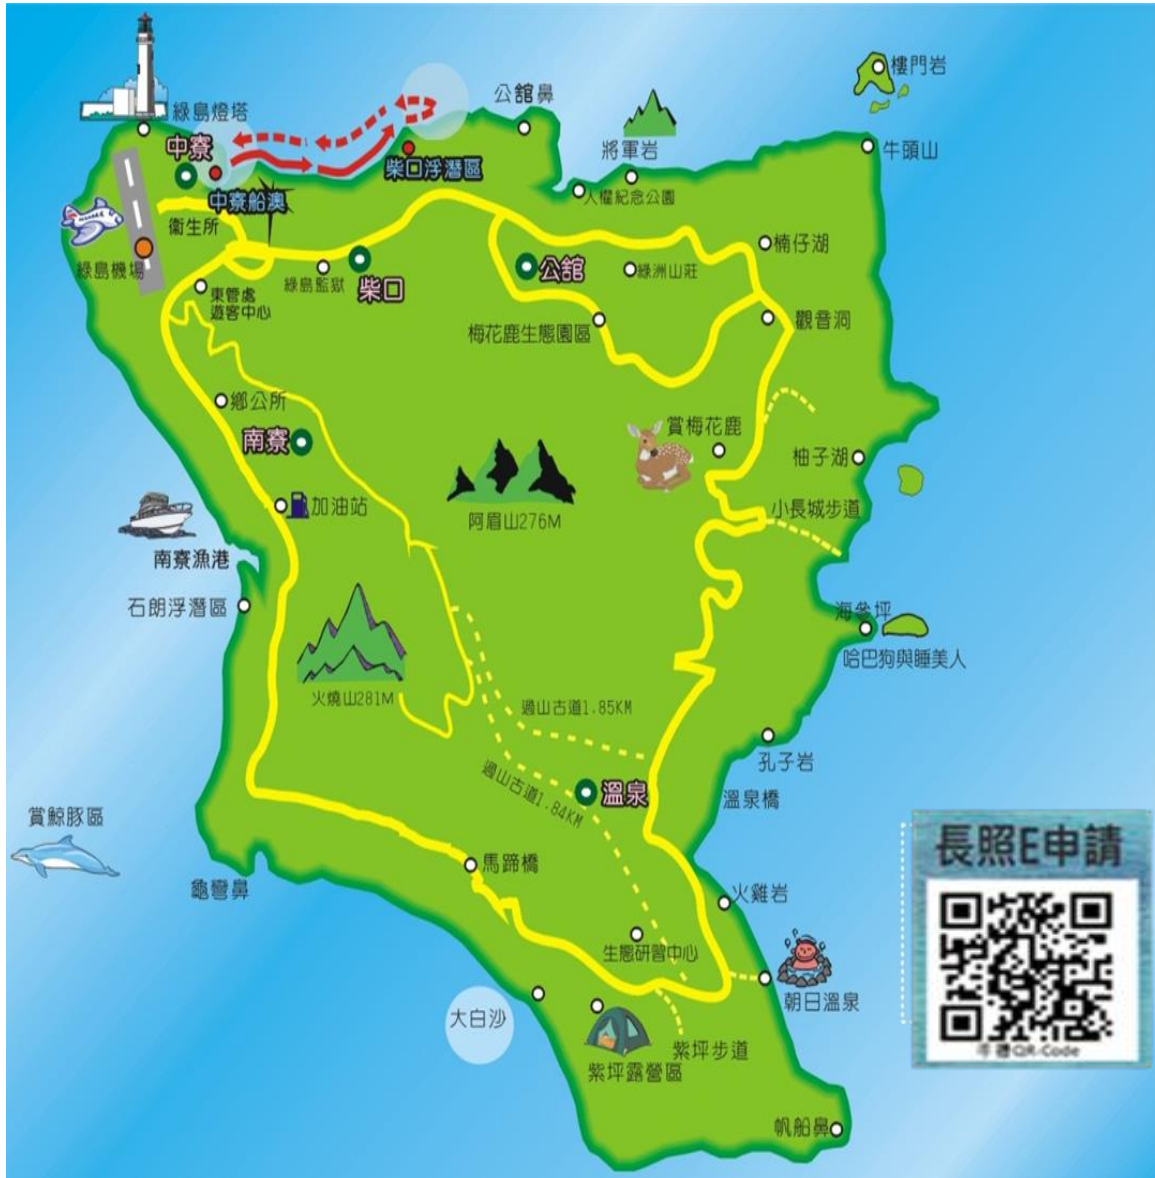 樓門岩
公舘鼻
綠島燈塔
將軍岩
牛頭山
中寮
柴口浮潛區
中寮船澳
人權紀念公園
衛生所
楠仔湖
綠島機場
綠島監獄
柴口
公舘
綠洲山莊
東管處
遊客中心
梅花鹿生態園區
觀音洞
鄉公所
賞梅花鹿
南寮
柚子湖
加油站
阿眉山276M
小長城步道
南寮漁港
石朗浮潛區
海參坪
哈巴狗與睡美人
火燒山281M
過山古道1.85KM
孔子岩
過山古道1.84KM
溫泉
溫泉橋
賞鯨豚區
長照E申請
馬蹄橋
龜彎鼻
火雞岩
生態研習中心
朝日溫泉
大白沙
紫坪步道
紫坪露營區
帆船鼻
QR-Code